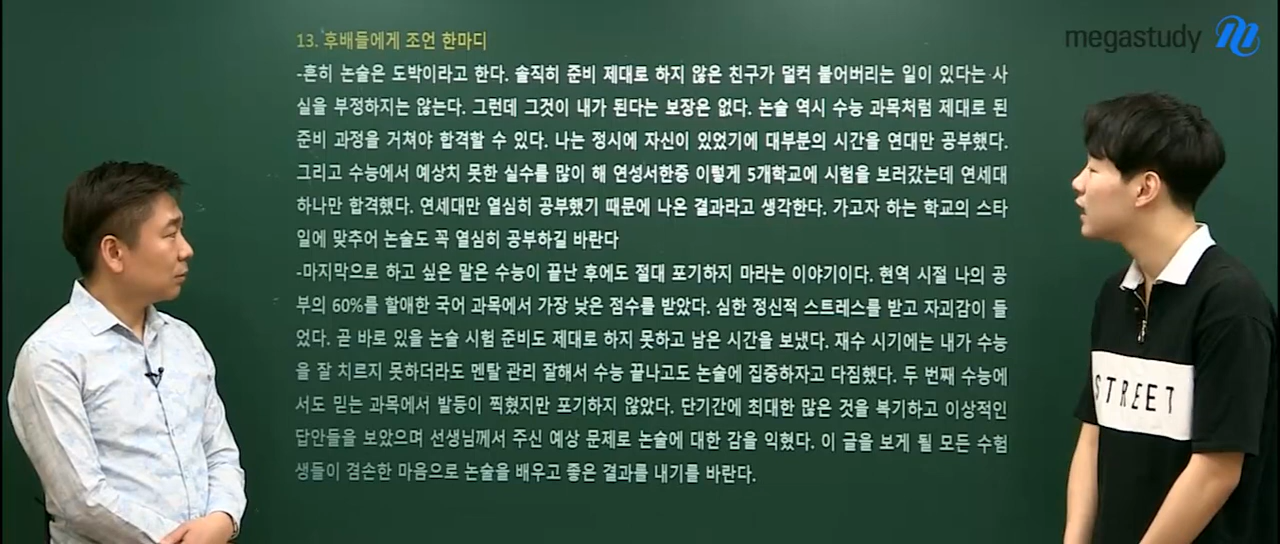 megastudy
13. 후배들에게 조언 한마디
-흔히 논술은 도박이라고 한다. 솔직히 준비 제대로 하지 않은 친구가 덜컥 붙어버리는 일이 있다는 사
실을 부정하지는 않는다. 그런데 그것이 내가 된다는 보장은 없다. 논술 역시 수능 과목처럼 제대로 된
준비 과정을 거쳐야 합격할 수 있다. 나는 정시에 자신이 있었기에 대부분의 시간을 연대만 공부했다.
그리고 수능에서 예상치 못한 실수를 많이 해 연성서한중 이렇게 5개학교에 시험을 보러갔는데 연세대
하나만 합격했다. 연세대만 열심히 공부했기 때문에 나온 결과라고 생각한다. 가고자 하는 학교의 스타
일에 맞추어 논술도 꼭 열심히 공부하길 바란다
-마지막으로 하고 싶은 말은 수능이 끝난 후에도 절대 포기하지 마라는 이야기이다. 현역 시절 나의 공
부의 60%를 할애한 국어 과목에서 가장 낮은 점수를 받았다. 심한 정신적 스트레스를 받고 자괴감이 들
었다. 곧 바로 있을 논술 시험 준비도 제대로 하지 못하고 남은 시간을 보냈다. 재수 시기에는 내가 수능
을 잘 치르지 못하더라도 멘탈 관리 잘해서 수능 끝나고도 논술에 집중하자고 다짐했다. 두 번째 수능에
서도 믿는 과목에서 발등이 찍혔지만 포기하지 않았다. 단기간에 최대한 많은 것을 복기하고 이상적인
답안들을 보았으며 선생님께서 주신 예상 문제로 논술에 대한 감을 익혔다. 이 글을 보게 될 모든 수험
생들이 겸손한 마음으로 논술을 배우고 좋은 결과를 내기를 바란다.
STREET